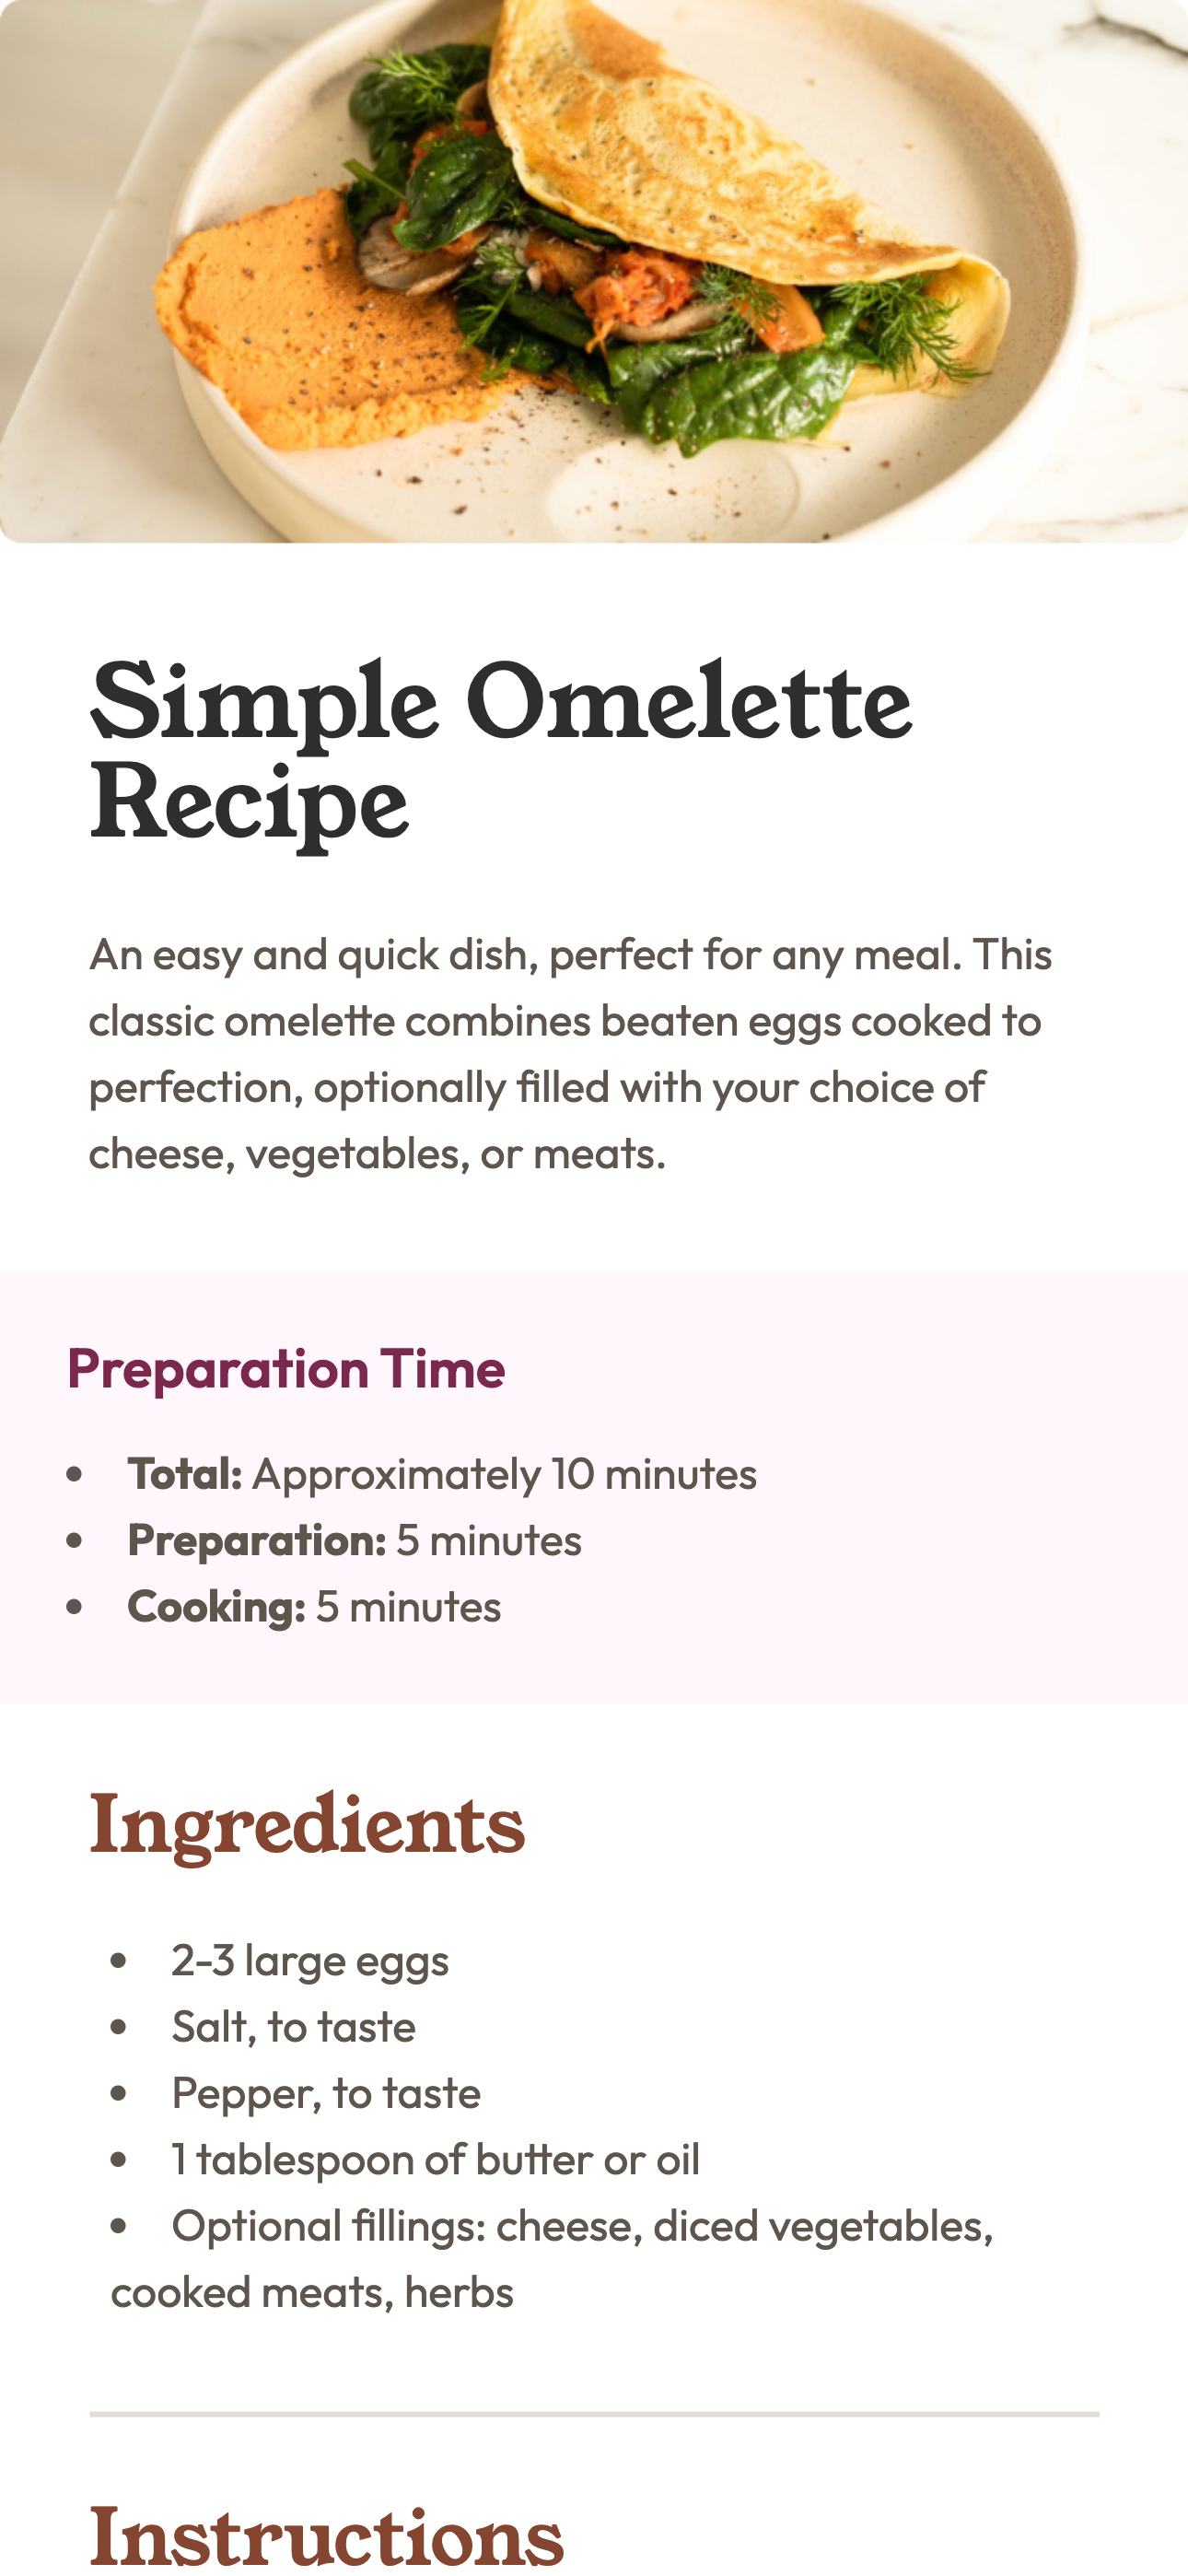 Simple Omelette
Recipe
An easy and quick dish, perfect for any meal. This
classic omelette combines beaten eggs cooked to
perfection, optionally filled with your choice of
cheese, vegetables, or meats.
Preparation Time
• Total: Approximately 10 minutes
• Preparation: 5 minutes
• Cooking: 5 minutes
Ingredients
• 2-3 large eggs
• Salt, to taste
• Pepper, to taste
• 1 tablespoon of butter or oil
• Optional fillings: cheese, diced vegetables,
cooked meats, herbs
Instructions